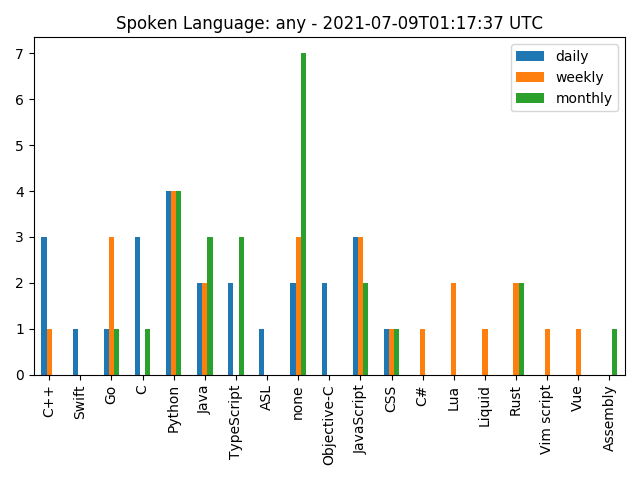 Spoken Language: any - 2021-07-09T01:17:37 UTC
daily
weekly
monthly
7
6
5
4
3
2
1
0
C++
Swift
Go
C
Python
Java
TypeScript
ASL
none
Objective-C
JavaScript
CSS
C#
Lua
Liquid
Rust
Vim script
Vue
Assembly